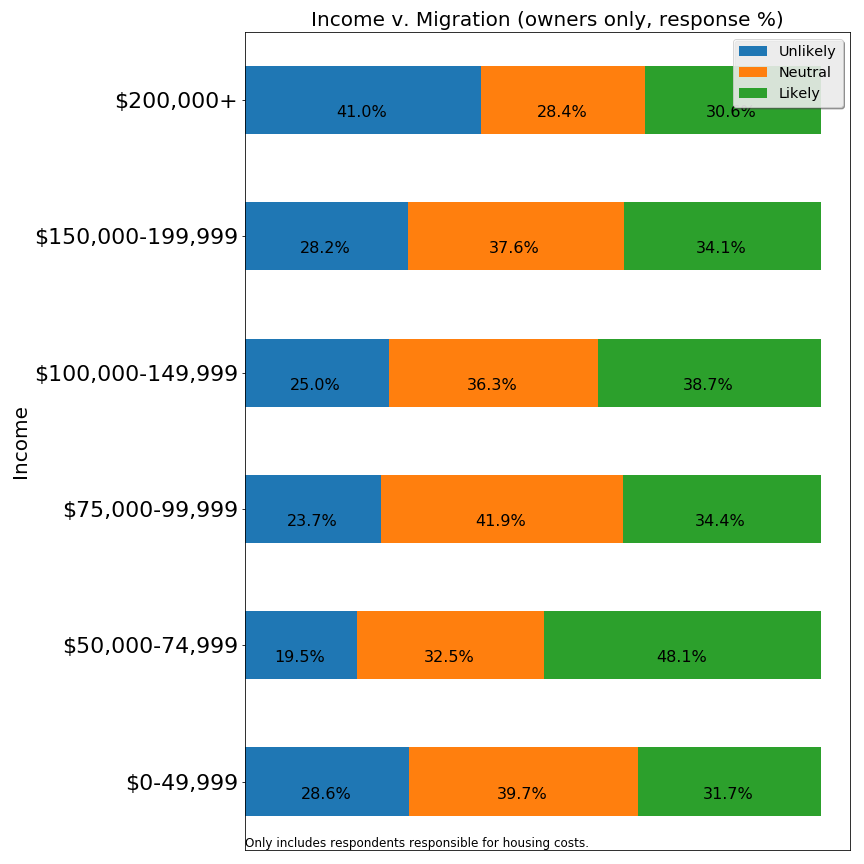 Income v. Migration (owners only, response %)
Unlikely
Neutral
Likely
$200,000+
41.0% 28.4% 30.6%
$150,000-199,999
28.2% 37.6% 34.1%
$100,000-149,999
25.0% 36.3% 38.7%
Income
$75,000-99,999
23.7% 41.9% 34.4%
$50,000-74,999
19.5% 32.5% 48.1%
$0-49,999
28.6% 39.7% 31.7%
Only includes respondents responsible for housing costs.